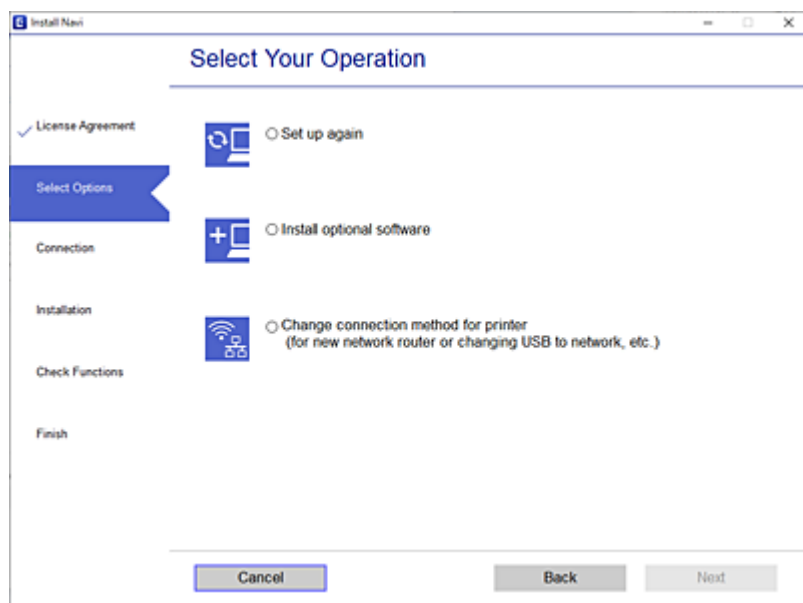 Install Navi
Select Your Operation
License Agreement
Select Options
Connection
Installation
Check Functions
Finish
Set up again
Install optional software
Change connection method for printer
(for new network router or changing USB to network, etc.)
Cancel
Back
Next